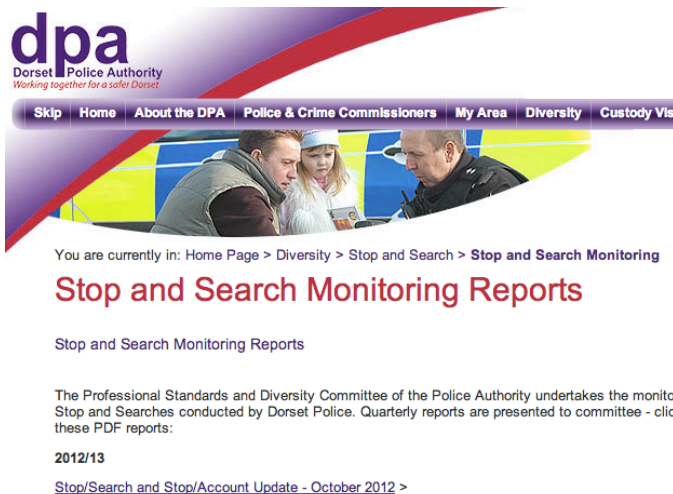 dpa
Dorset Police Authority
Working together for a safer Dorset
Skip Home About the DPA Police & Crime Commissioners My Area Diversity Custody Vis
You are currently in: Home Page > Diversity > Stop and Search > Stop and Search Monitoring
Stop and Search Monitoring Reports
Stop and Search Monitoring Reports
The Professional Standards and Diversity Committee of the Police Authority undertakes the monito
Stop and Searches conducted by Dorset Police. Quarterly reports are presented to committee - clic
these PDF reports:
2012/13
Stop/Search and Stop/Account Update - October 2012 >